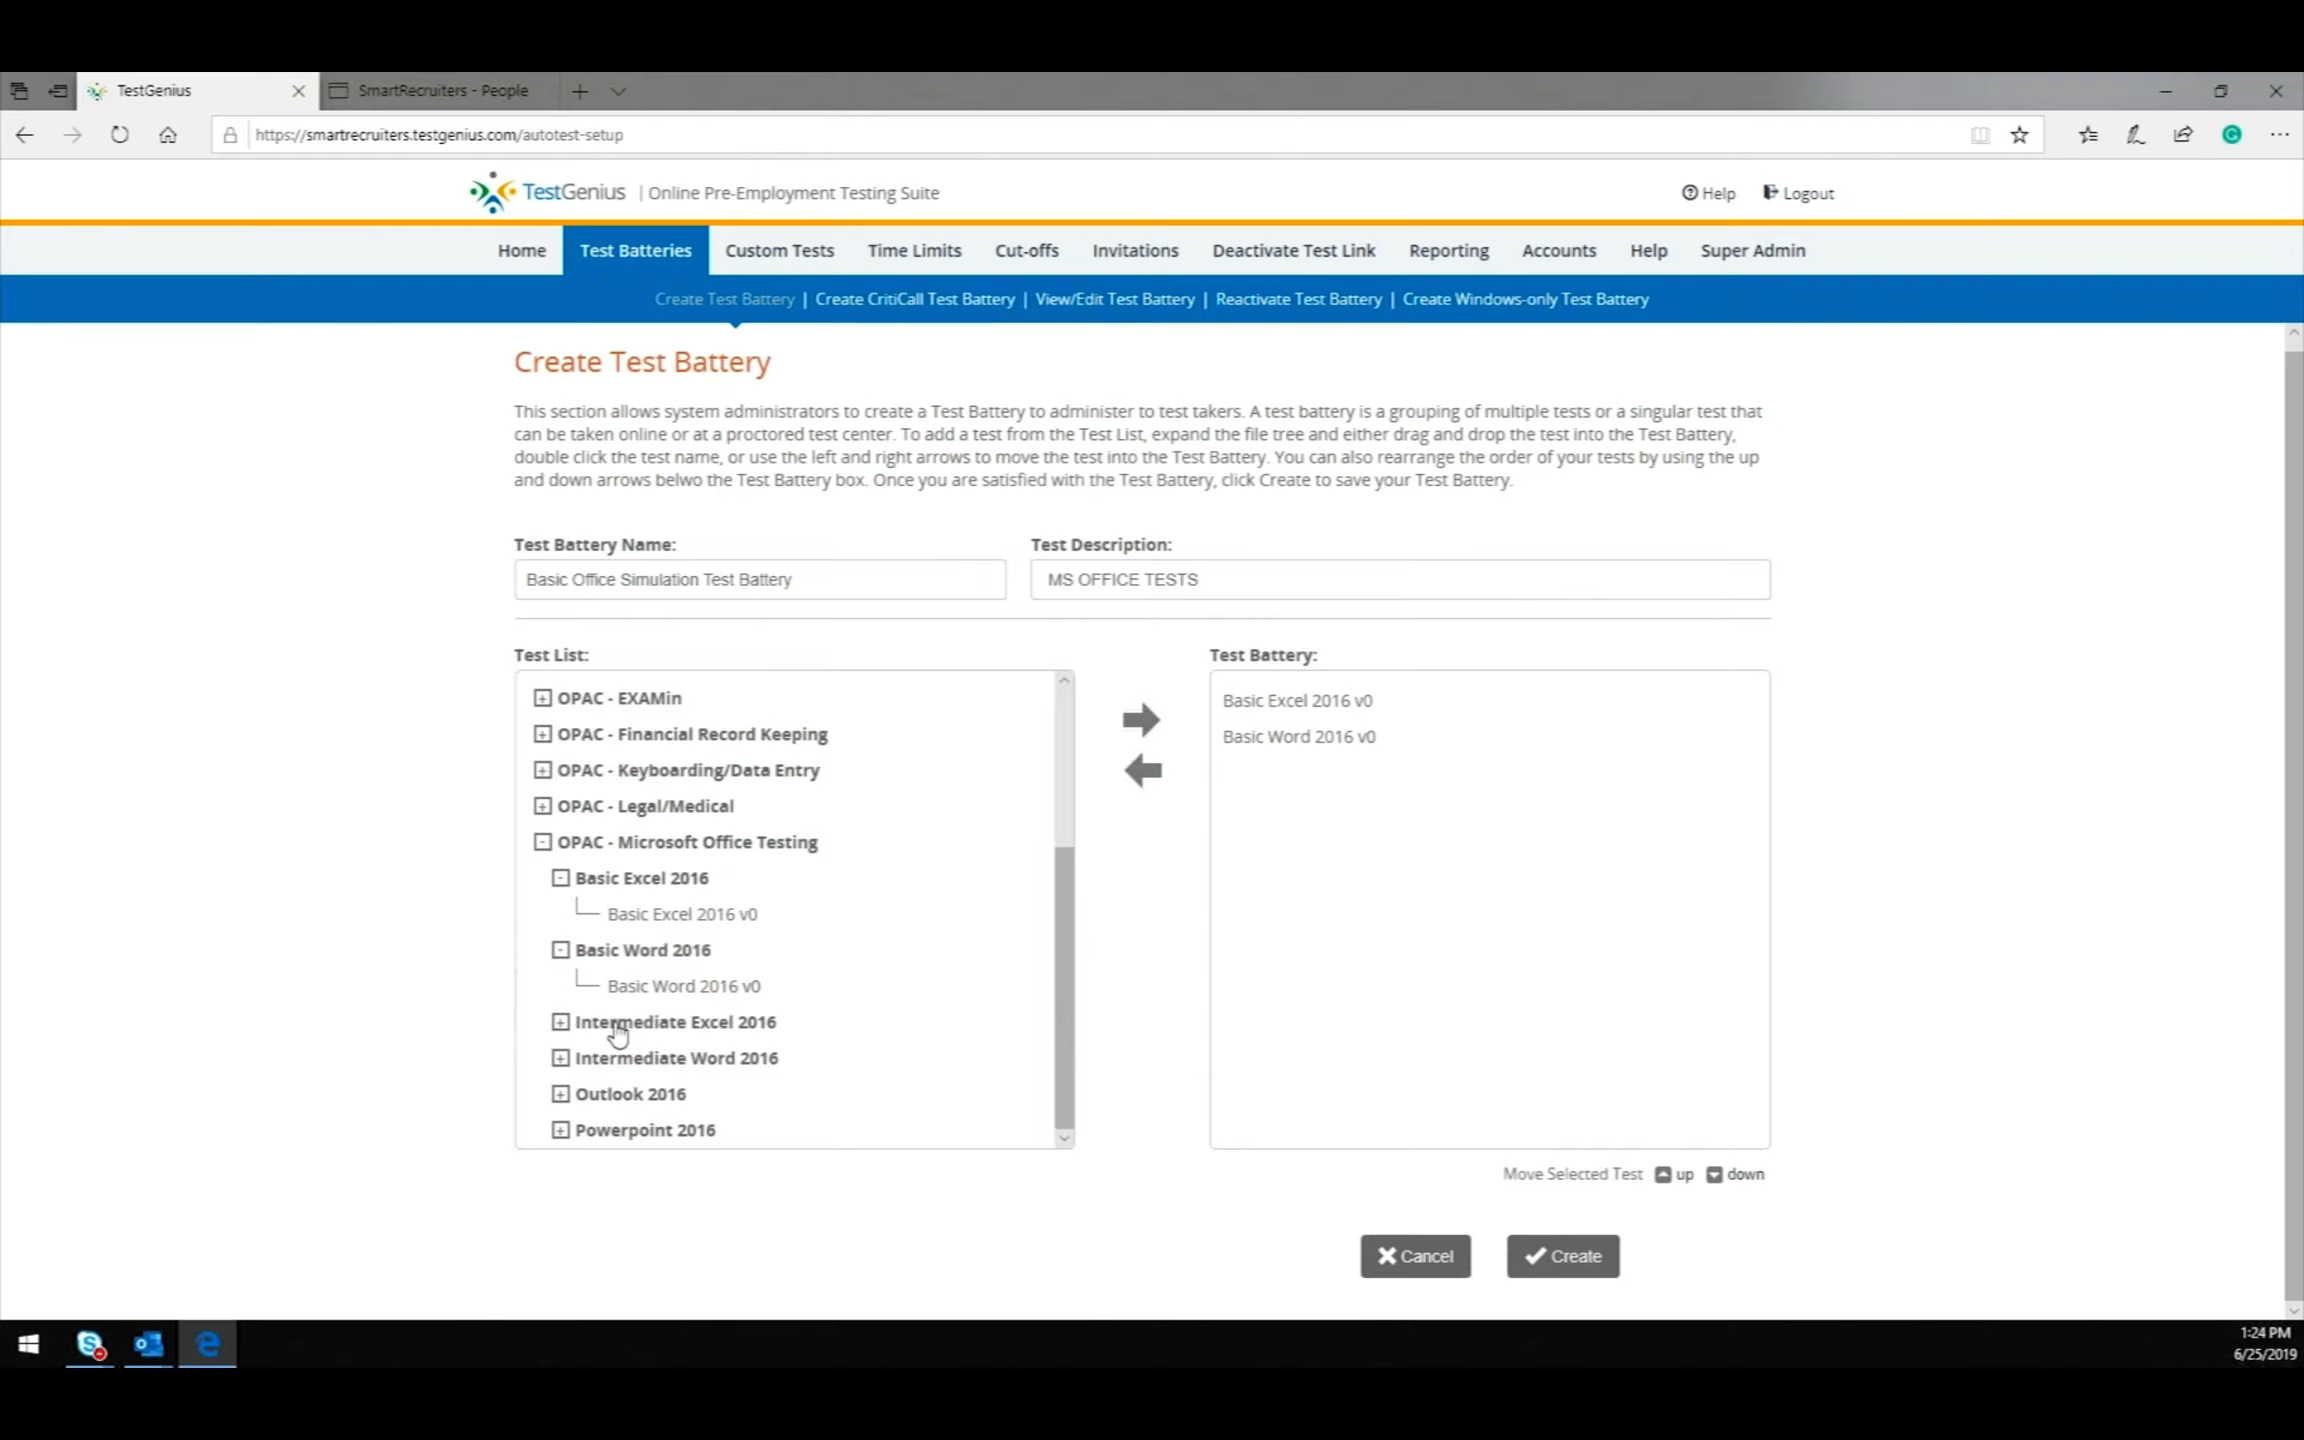 TestGenius
SmartRecruiters - People
https://smartrecruiters.testgenius.com/autotest-setup
TestGenius | Online Pre-Employment Testing Suite
Help
Logout
Home
Test Batteries
Custom Tests
Time Limits
Cut-offs
Invitations
Deactivate Test Link
Reporting
Accounts
Help
Super Admin
Create Test Battery | Create CritiCall Test Battery | View/Edit Test Battery | Reactivate Test Battery | Create Windows-only Test Battery
Create Test Battery
This section allows system administrators to create a Test Battery to administer to test takers. A test battery is a grouping of multiple tests or a singular test that
can be taken online or at a proctored test center. To add a test from the Test List, expand the file tree and either drag and drop the test into the Test Battery,
double click the test name, or use the left and right arrows to move the test into the Test Battery. You can also rearrange the order of your tests by using the up
and down arrows belwo the Test Battery box. Once you are satisfied with the Test Battery, click Create to save your Test Battery.
Test Battery Name:
Basic Office Simulation Test Battery
Test Description:
MS OFFICE TESTS
Test List:
OPAC - EXAMin
OPAC - Financial Record Keeping
OPAC - Keyboarding/Data Entry
OPAC - Legal/Medical
OPAC - Microsoft Office Testing
Basic Excel 2016
Basic Excel 2016 v0
Basic Word 2016
Basic Word 2016 v0
Intermediate Excel 2016
Intermediate Word 2016
Outlook 2016
Powerpoint 2016
Test Battery:
Basic Excel 2016 v0
Basic Word 2016 v0
Move Selected Test up down
Cancel
Create
1:24 PM
6/25/2019